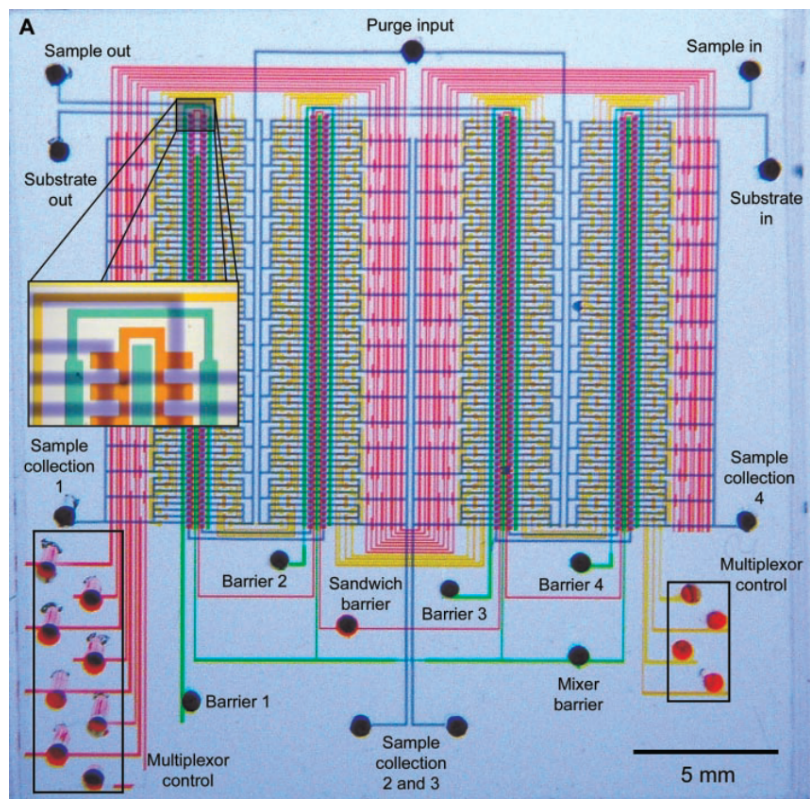 A
Purge input
Sample out
Sample in
Substrate
out
Substrate
in
Sample
collection
1
Sample
collection
4
Barrier 2
Sandwich
barrier
Barrier 3
Barrier 4
Multiplexor
control
Barrier 1
Mixer
barrier
Multiplexor
control
Sample
collection
2 and 3
5 mm